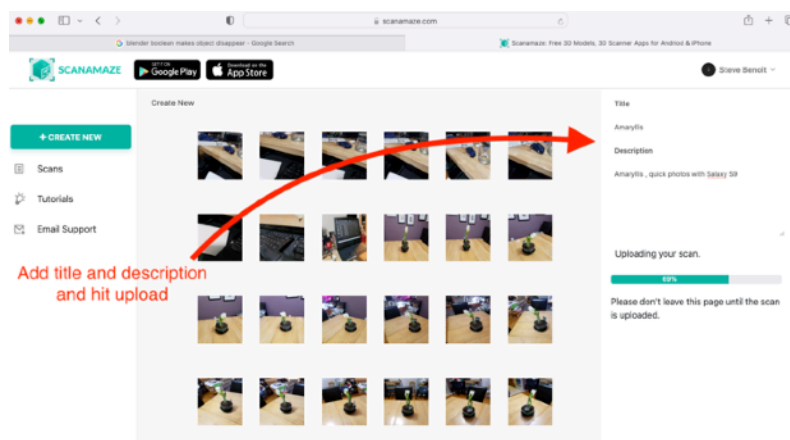 scanamaze.com
blender boolean makes object disappear - Google Search
Scanamaze: Free 3D Models, 3D Scanner Apps for Andriod & iPhone
SCANAMAZE
GET IT ON
Google Play
Download on the
App Store
Steve Benoit
Create New
Title
+ CREATE NEW
Amaryllis
Description
Scans
Amaryllis , quick photos with Galaxy S9
Tutorials
Email Support
Uploading your scan.
Add title and description
and hit upload
69%
Please don't leave this page until the scan
is uploaded.